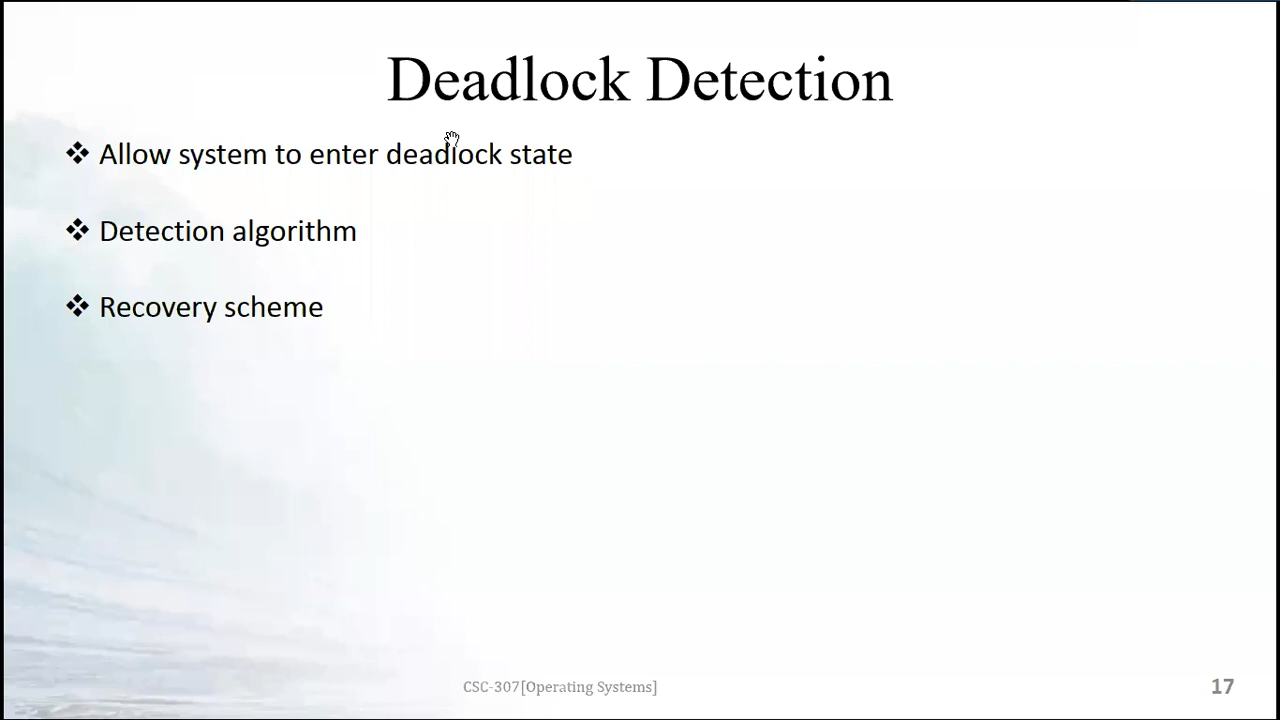 Deadlock Detection
❖ Allow system to enter deadlock state
❖ Detection algorithm
❖ Recovery scheme
CSC-307[Operating Systems]
17